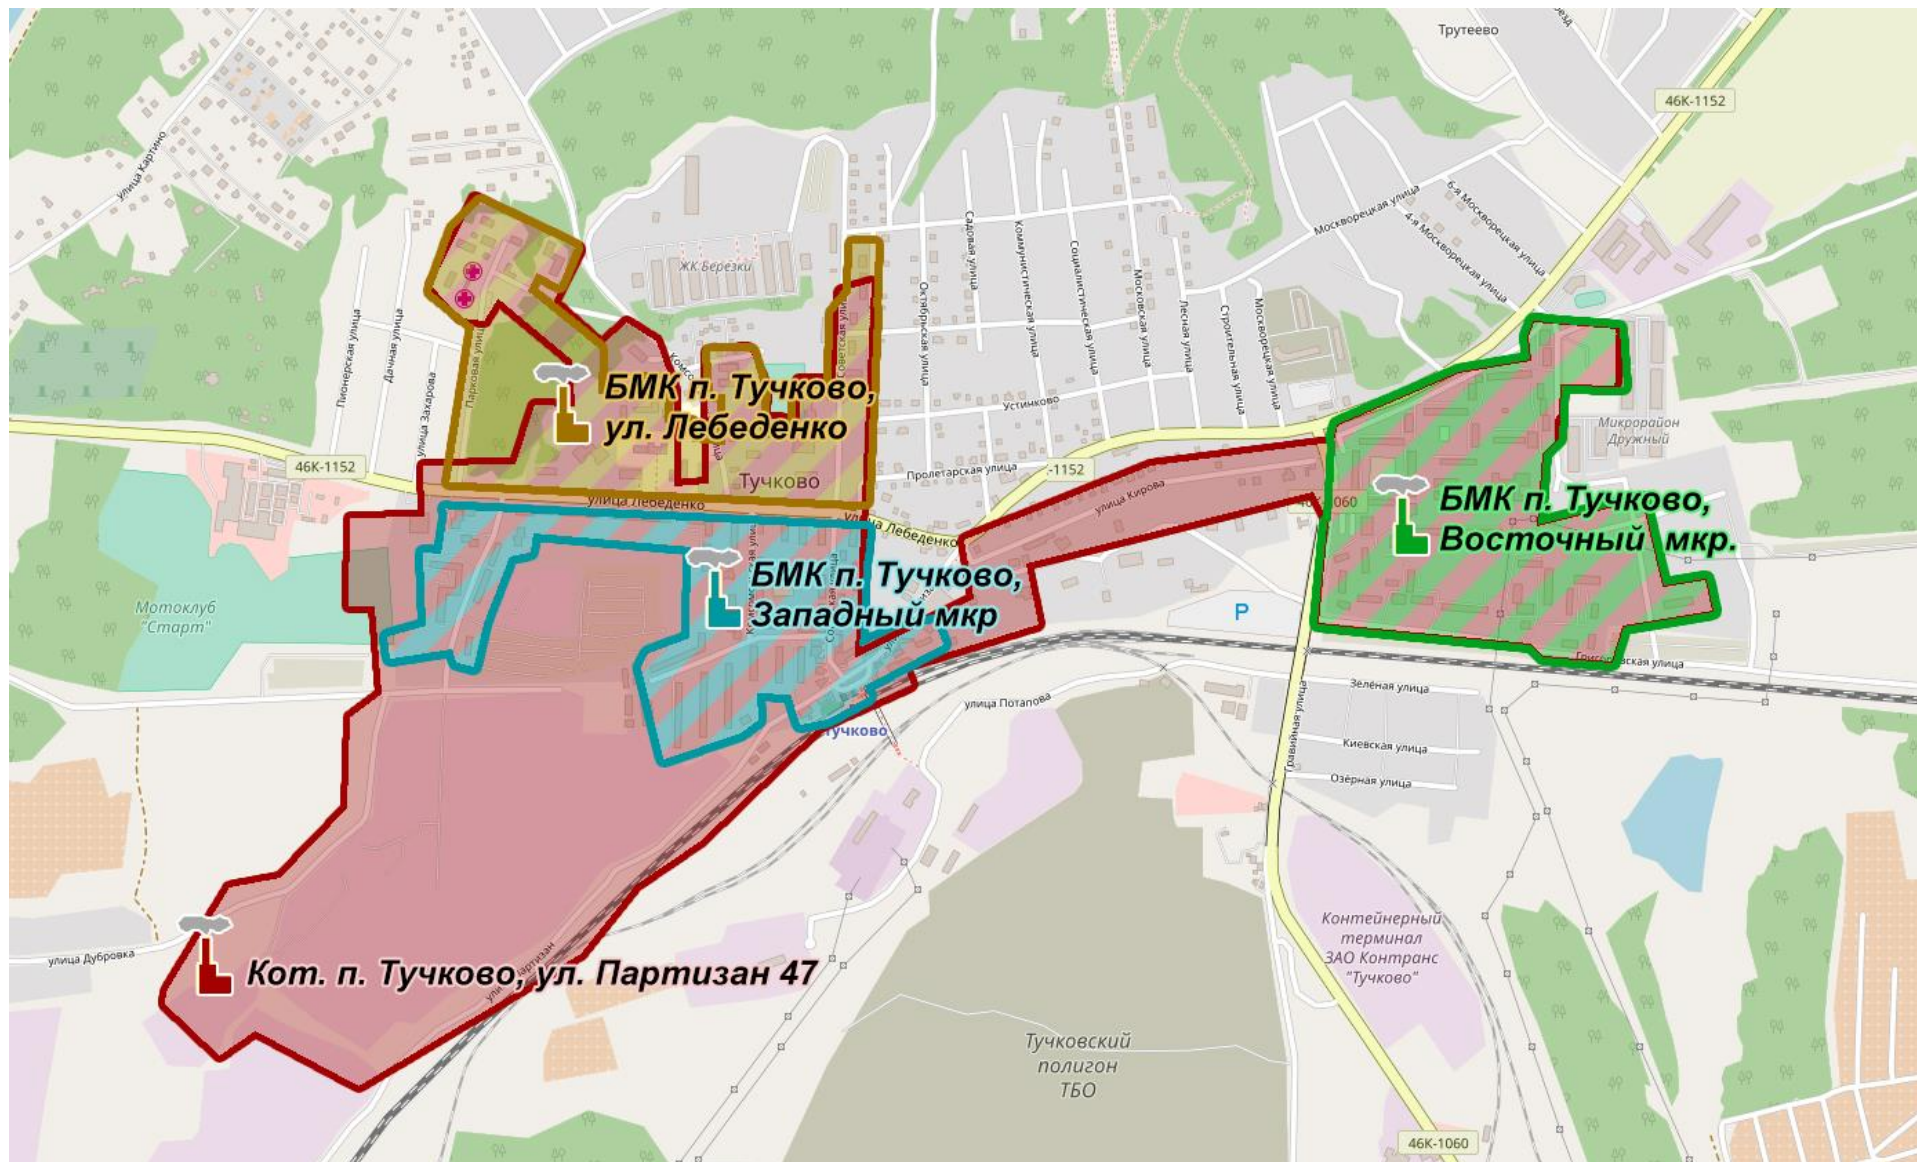 Трутеево
46К-1152
улица Картино
Москворецкая улица
6-я Москворецкая улица
4-я Москворецкая улица
Садовая улица
Коммунистическая улица
Социалистическая улица
Московская улица
Лесная улица
Строительная улица
Москворецкая улица
Октябрьская улица
ЖК Берёзки
Пионерская улица
Дачная улица
улица Захарова
Парковая улица
БМК п. Тучково,
ул. Лебеденко
Устинково
Микрорайон
Дружный
46К-1152
Тучково
Пролетарская улица
-1152
улица Кирова
улица Лебеденко
улица Лебеденко
БМК п. Тучково,
Восточный мкр.
БМК п. Тучково,
Западный мкр
Мотоклуб
"Старт"
P
Зелёная улица
улица Потапова
Гравийная улица
Киевская улица
Озёрная улица
Контейнерный
терминал
ЗАО Контранс
"Тучково"
улица Дубровка
Кот. п. Тучково, ул. Партизан 47
Тучковский
полигон
ТБО
46К-1060